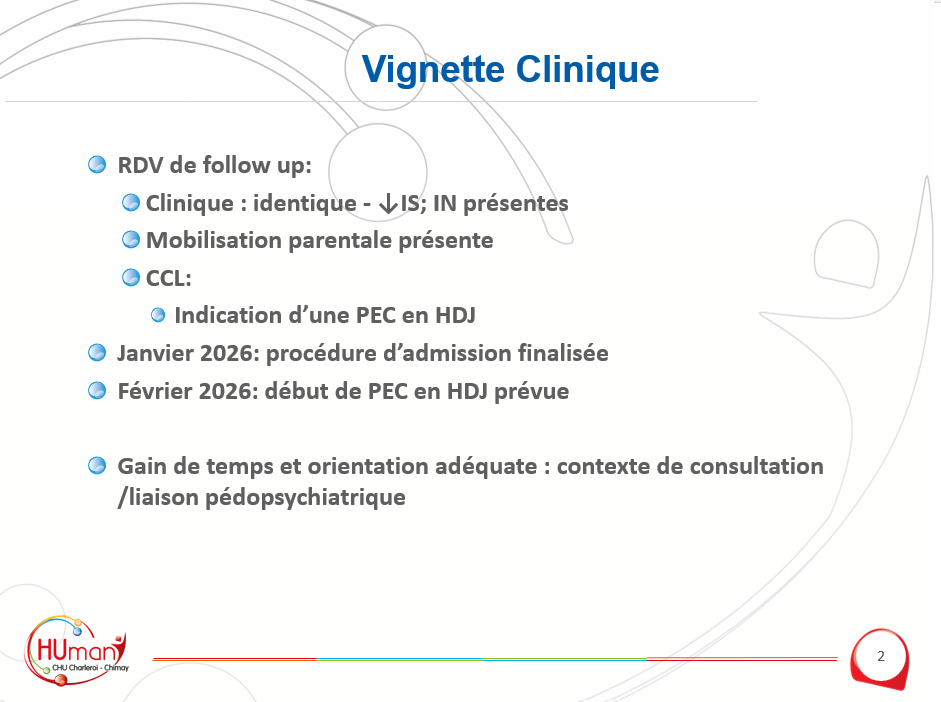 Vignette Clinique
RDV de follow up:
Clinique : identique - ↓IS; IN présentes
Mobilisation parentale présente
CCL:
Indication d’une PEC en HDJ
Janvier 2026: procédure d’admission finalisée
Février 2026: début de PEC en HDJ prévue
Gain de temps et orientation adéquate : contexte de consultation
/liaison pédopsychiatrique
HUmani
CHU Charleroi - Chimay
2